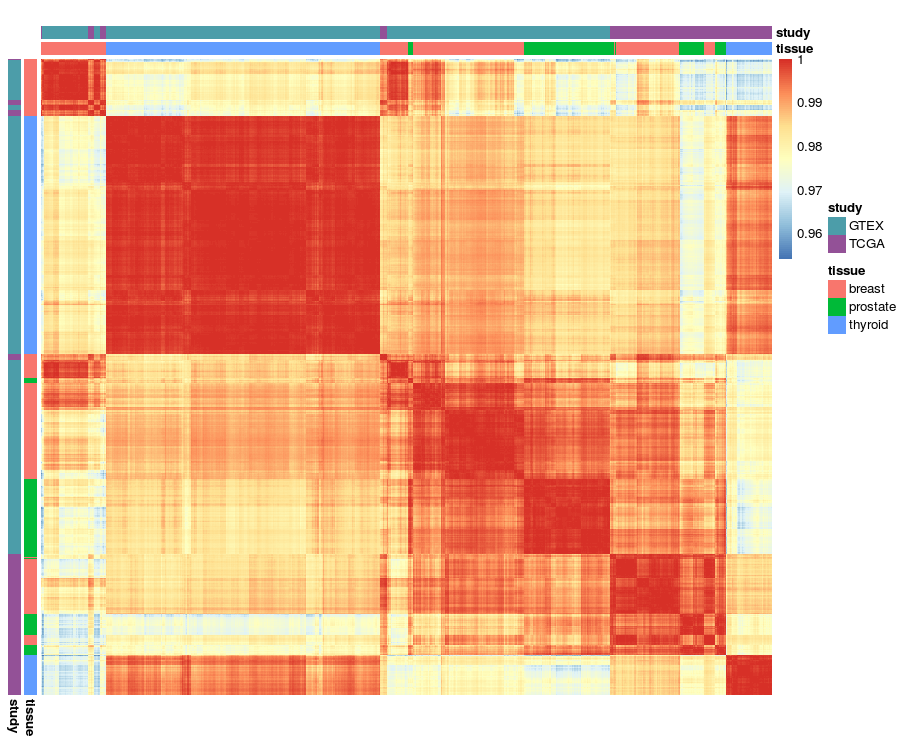 study
tissue
1
0.99
0.98
0.97
0.96
study
GTEX
TCGA
tissue
breast
prostate
thyroid
study
tissue